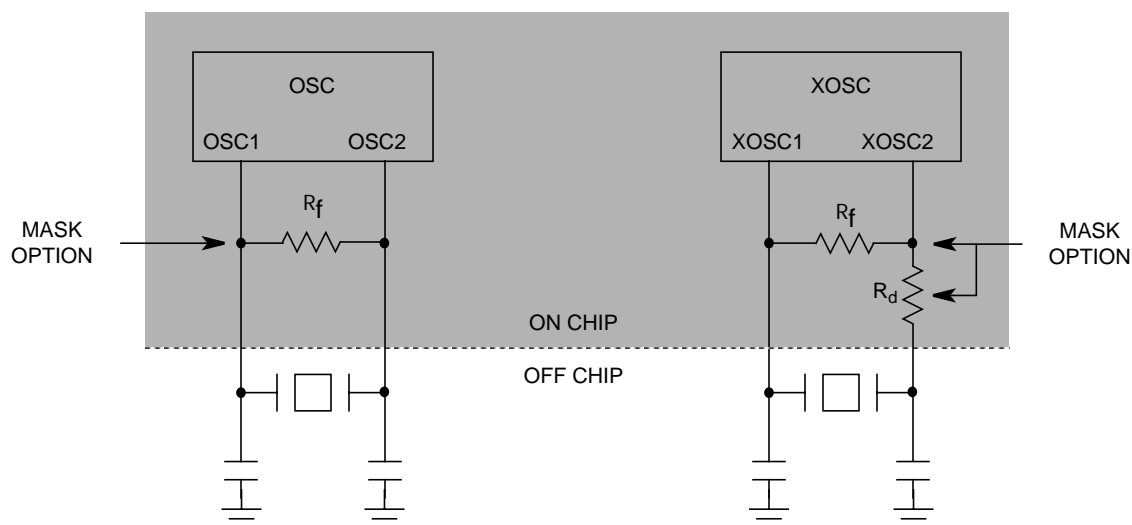 OSC
OSC1 OSC2
XOSC
XOSC1 XOSC2
Rf
Rf
MASK
OPTION
MASK
OPTION
Rd
ON CHIP
OFF CHIP